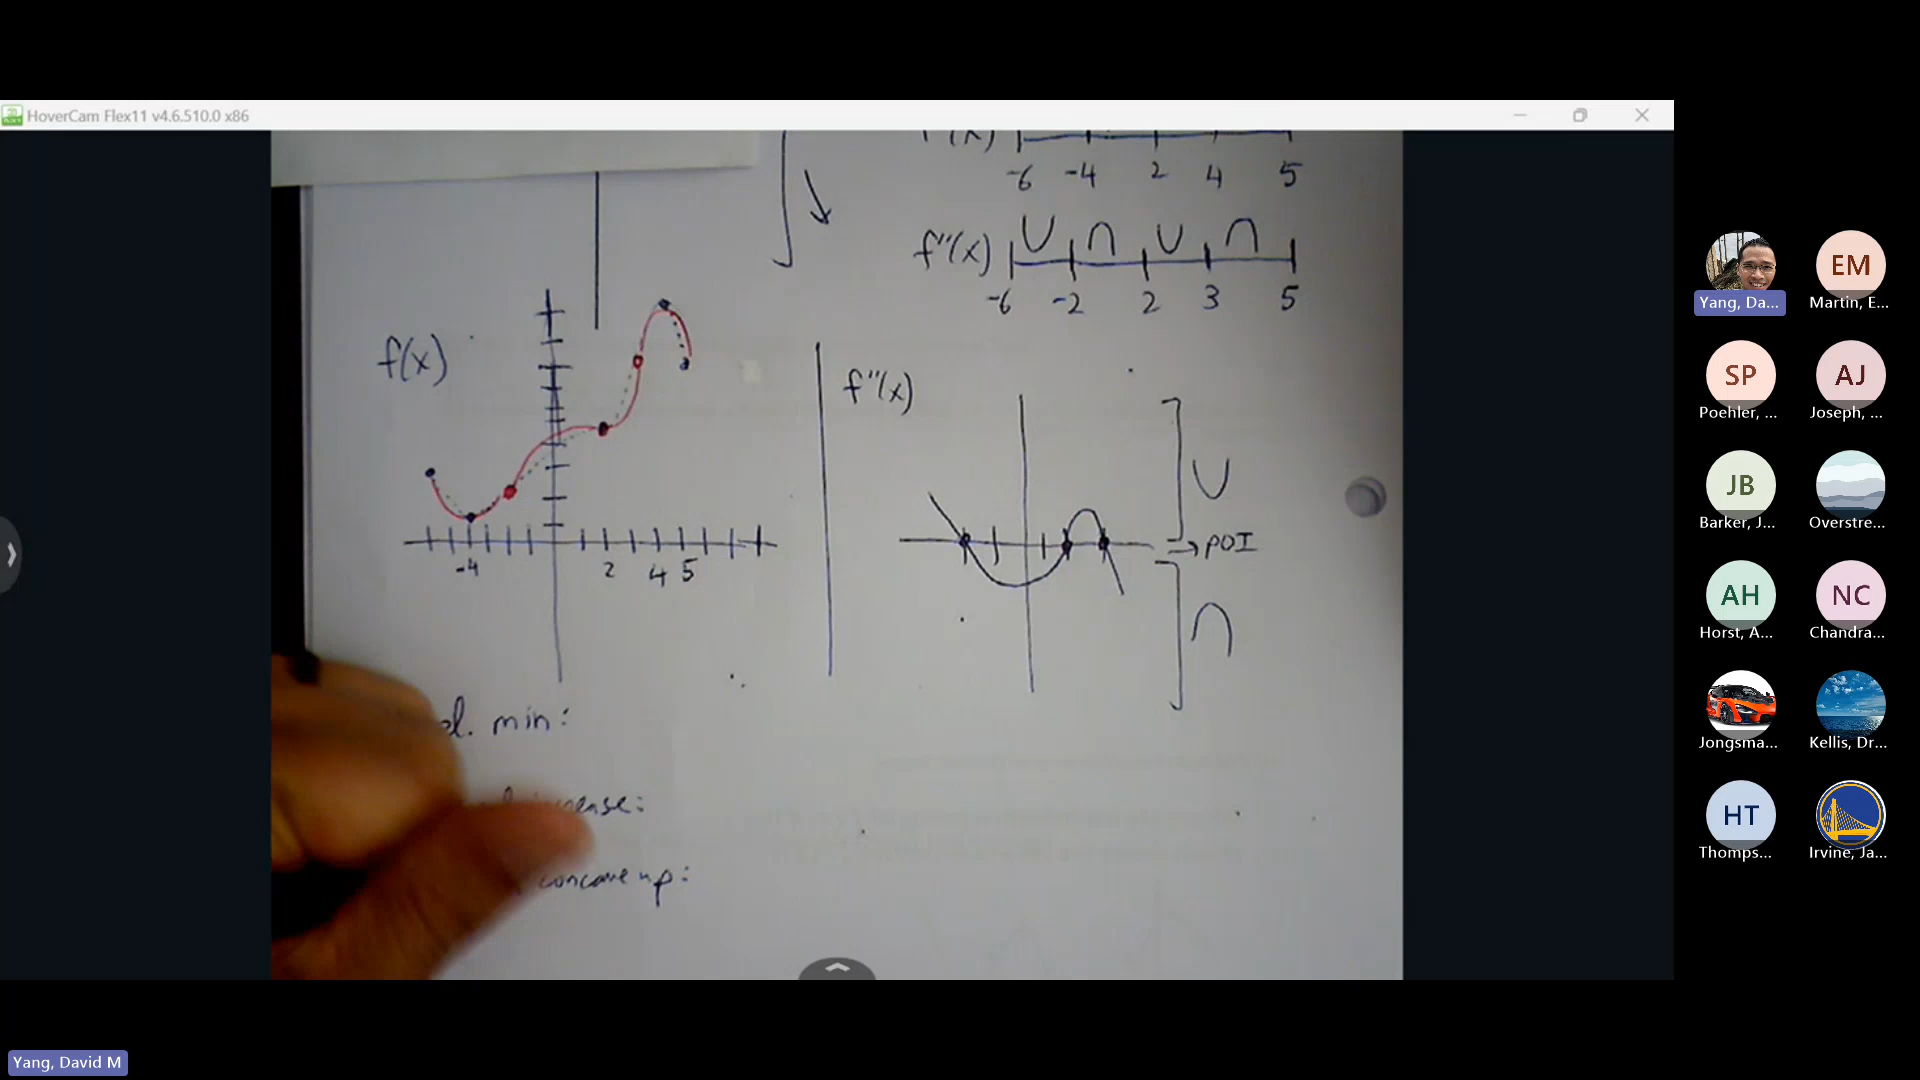 HoverCam Flex11 v4.6.510.0 x86
-6 -4 2 4 5
f"(x)
-6 -2 2 3 5
f(x)
f"(x)
POI
-4 2 4 5
min:
concave up:
Yang, Da...
EM
Martin, E...
SP
Poehler, ...
AJ
Joseph, ...
JB
Barker, J...
Overstre...
AH
Horst, A...
NC
Chandra...
Jongsma...
Kellis, Dr...
HT
Thomps...
Irvine, Ja...
Yang, David M